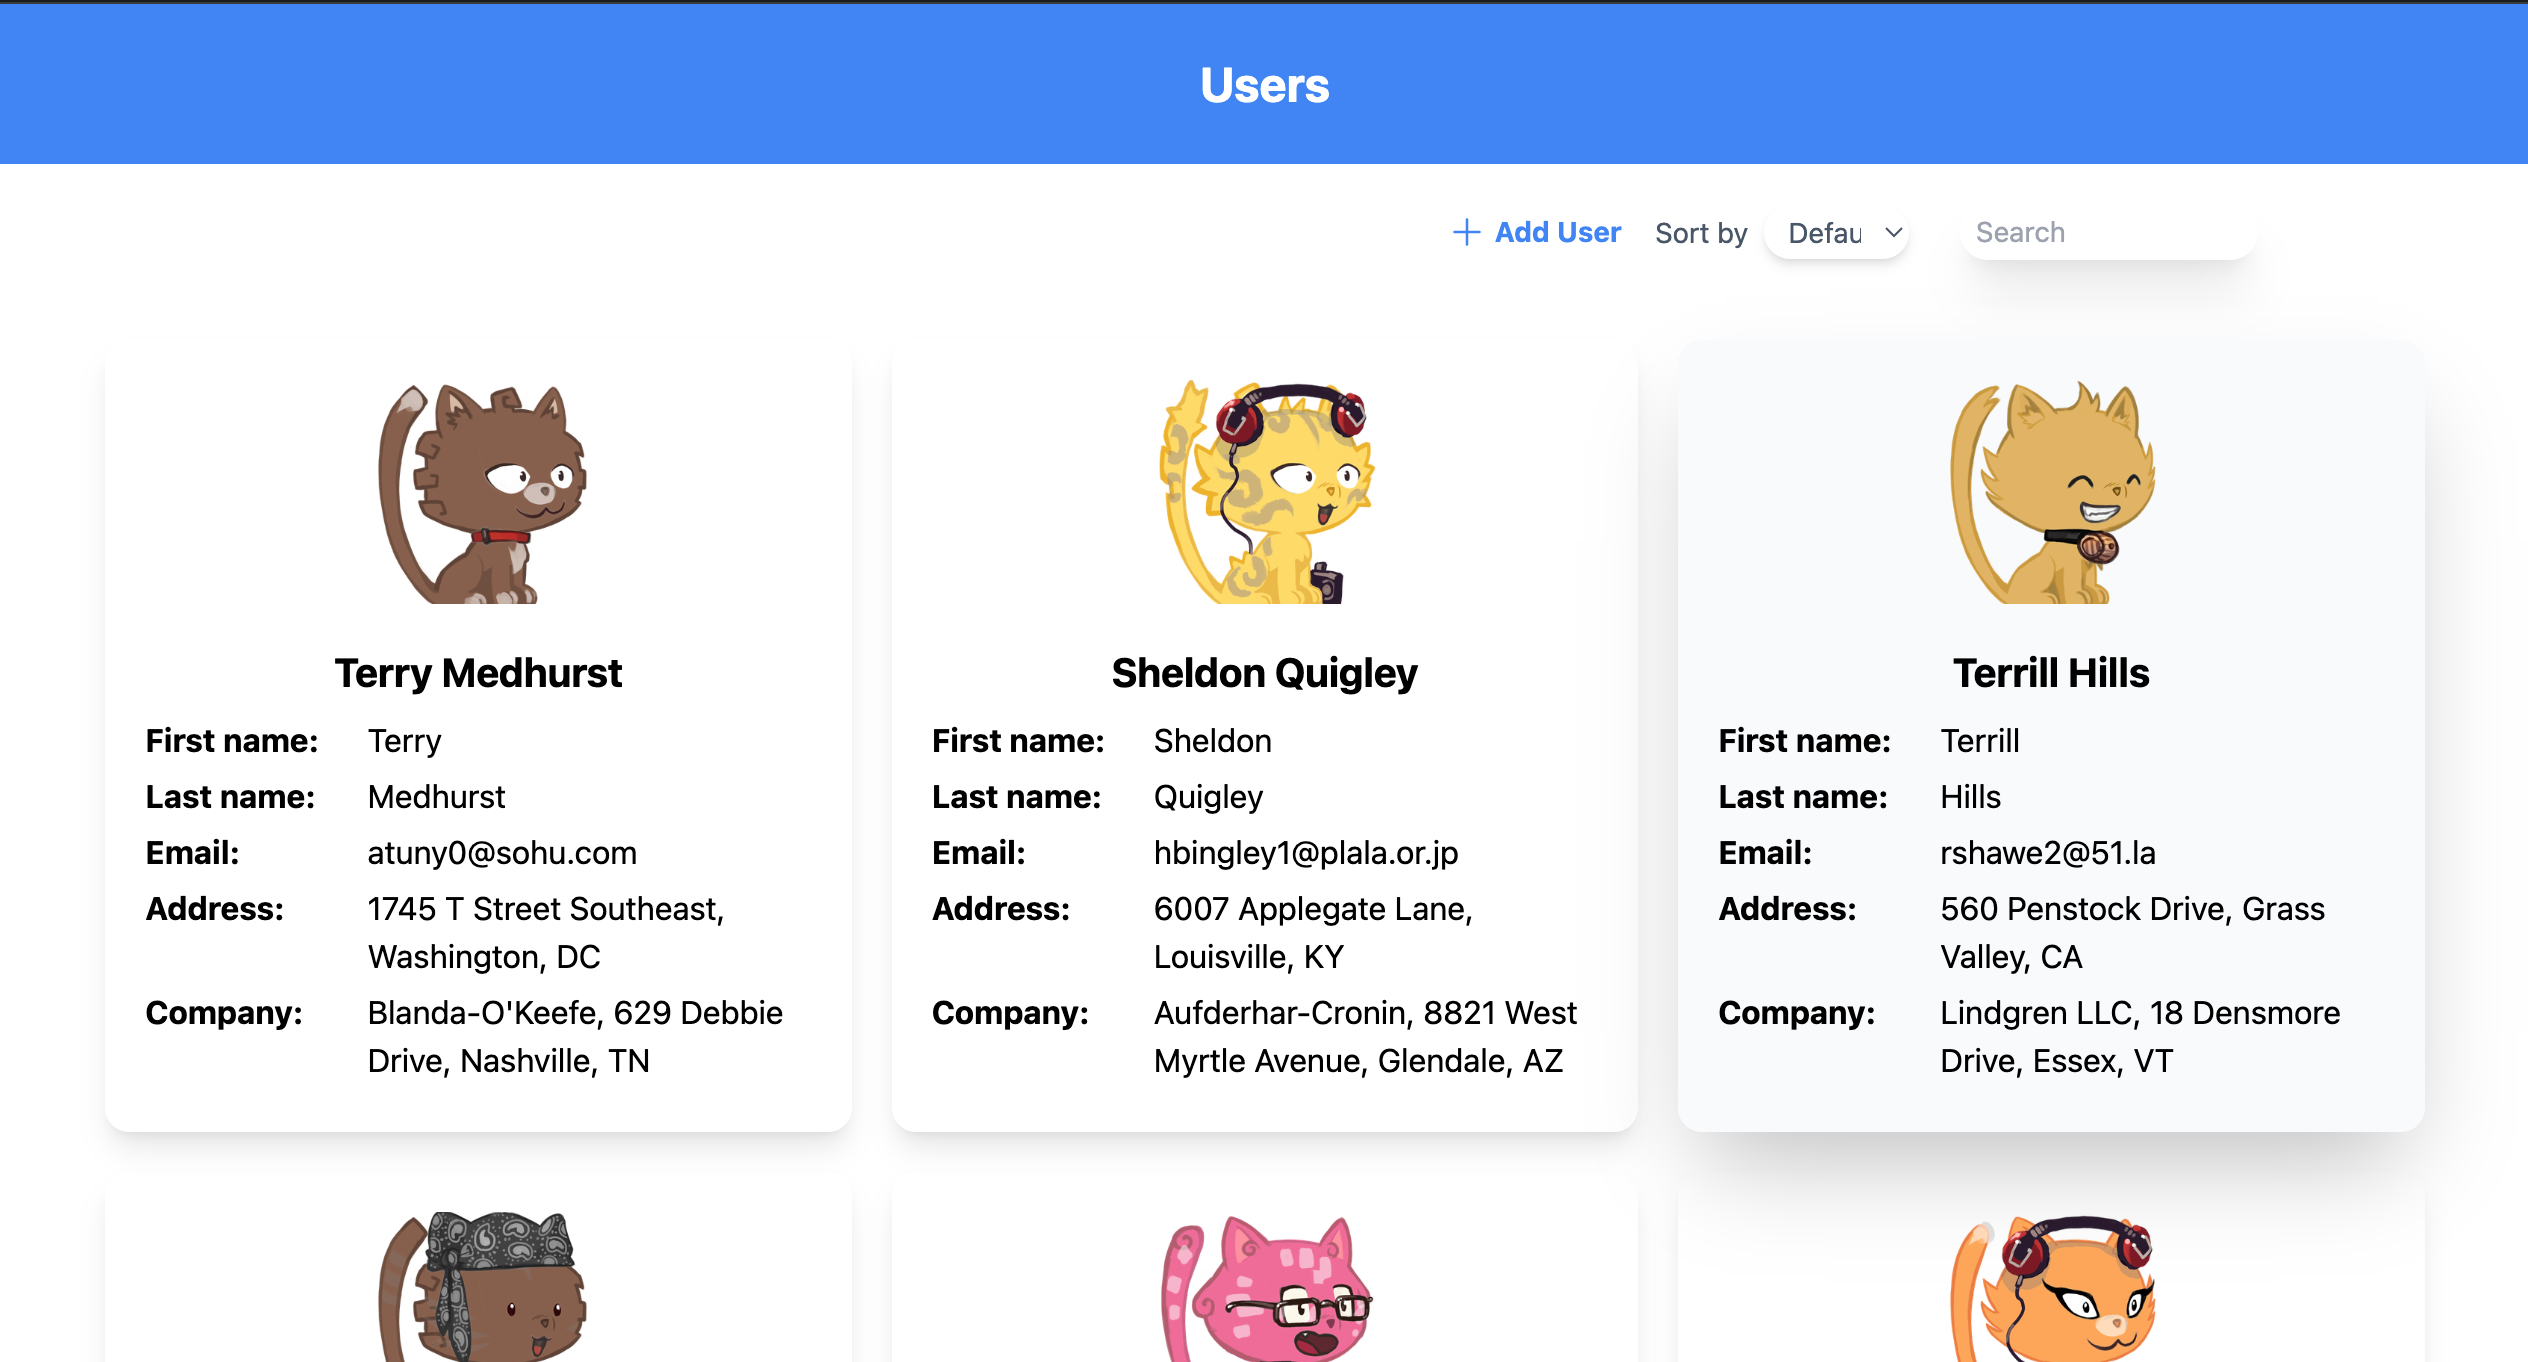 Users
Add User Sort by Defau Search
Terry Medhurst
First name: Terry
Last name: Medhurst
Email: atuny0@sohu.com
Address: 1745 T Street Southeast,
Washington, DC
Company: Blanda-O'Keefe, 629 Debbie
Drive, Nashville, TN
Sheldon Quigley
First name: Sheldon
Last name: Quigley
Email: hbingley1@plala.or.jp
Address: 6007 Applegate Lane,
Louisville, KY
Company: Aufderhar-Cronin, 8821 West
Myrtle Avenue, Glendale, AZ
Terrill Hills
First name: Terrill
Last name: Hills
Email: rshawe2@51.la
Address: 560 Penstock Drive, Grass
Valley, CA
Company: Lindgren LLC, 18 Densmore
Drive, Essex, VT